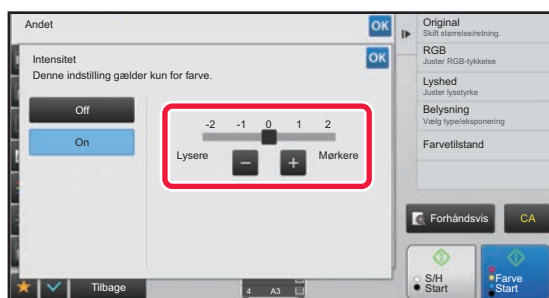 Andet
OK
Intensitet
OK
Denne indstilling gælder kun for farve.
Off
On
-2 -1 0 1 2
Lysere
Mørkere
Original
Skift størrelse/retning.
RGB
Juster RGB-tykkelse
Lyshed
Juster lysstyrke
Belysning
Vælg type/eksponering
Farvetilstand
Forhåndsvis
CA
S/H
Start
Farve
Start
Tilbage
4 A3